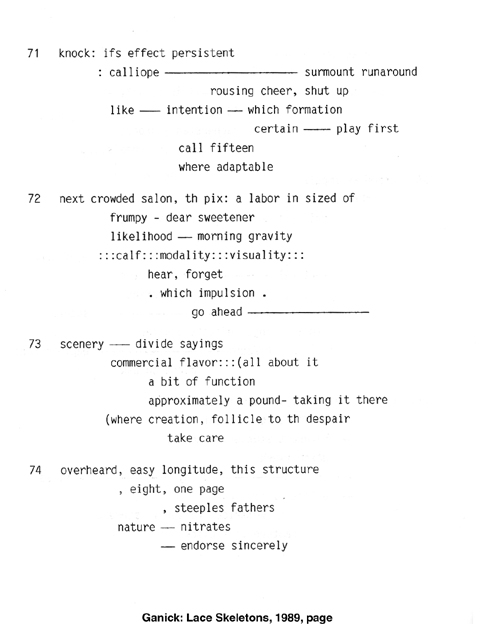 71 knock: ifs effect persistent
: calliope ———————— surmount runaround
rousing cheer, shut up
like —— intention — which formation
certain —— play first
call fifteen
where adaptable
72 next crowded salon, th pix: a labor in sized of
frumpy - dear sweetener
likelihood — morning gravity
:::calf:::modality:::visuality:::
hear, forget
. which impulsion .
go ahead ————————
73 scenery —— divide sayings
commercial flavor:::(all about it
a bit of function
approximately a pound- taking it there
(where creation, follicle to th despair
take care
74 overheard, easy longitude, this structure
, eight, one page
, steeples fathers
nature — nitrates
— endorse sincerely
Ganick: Lace Skeletons, 1989, page